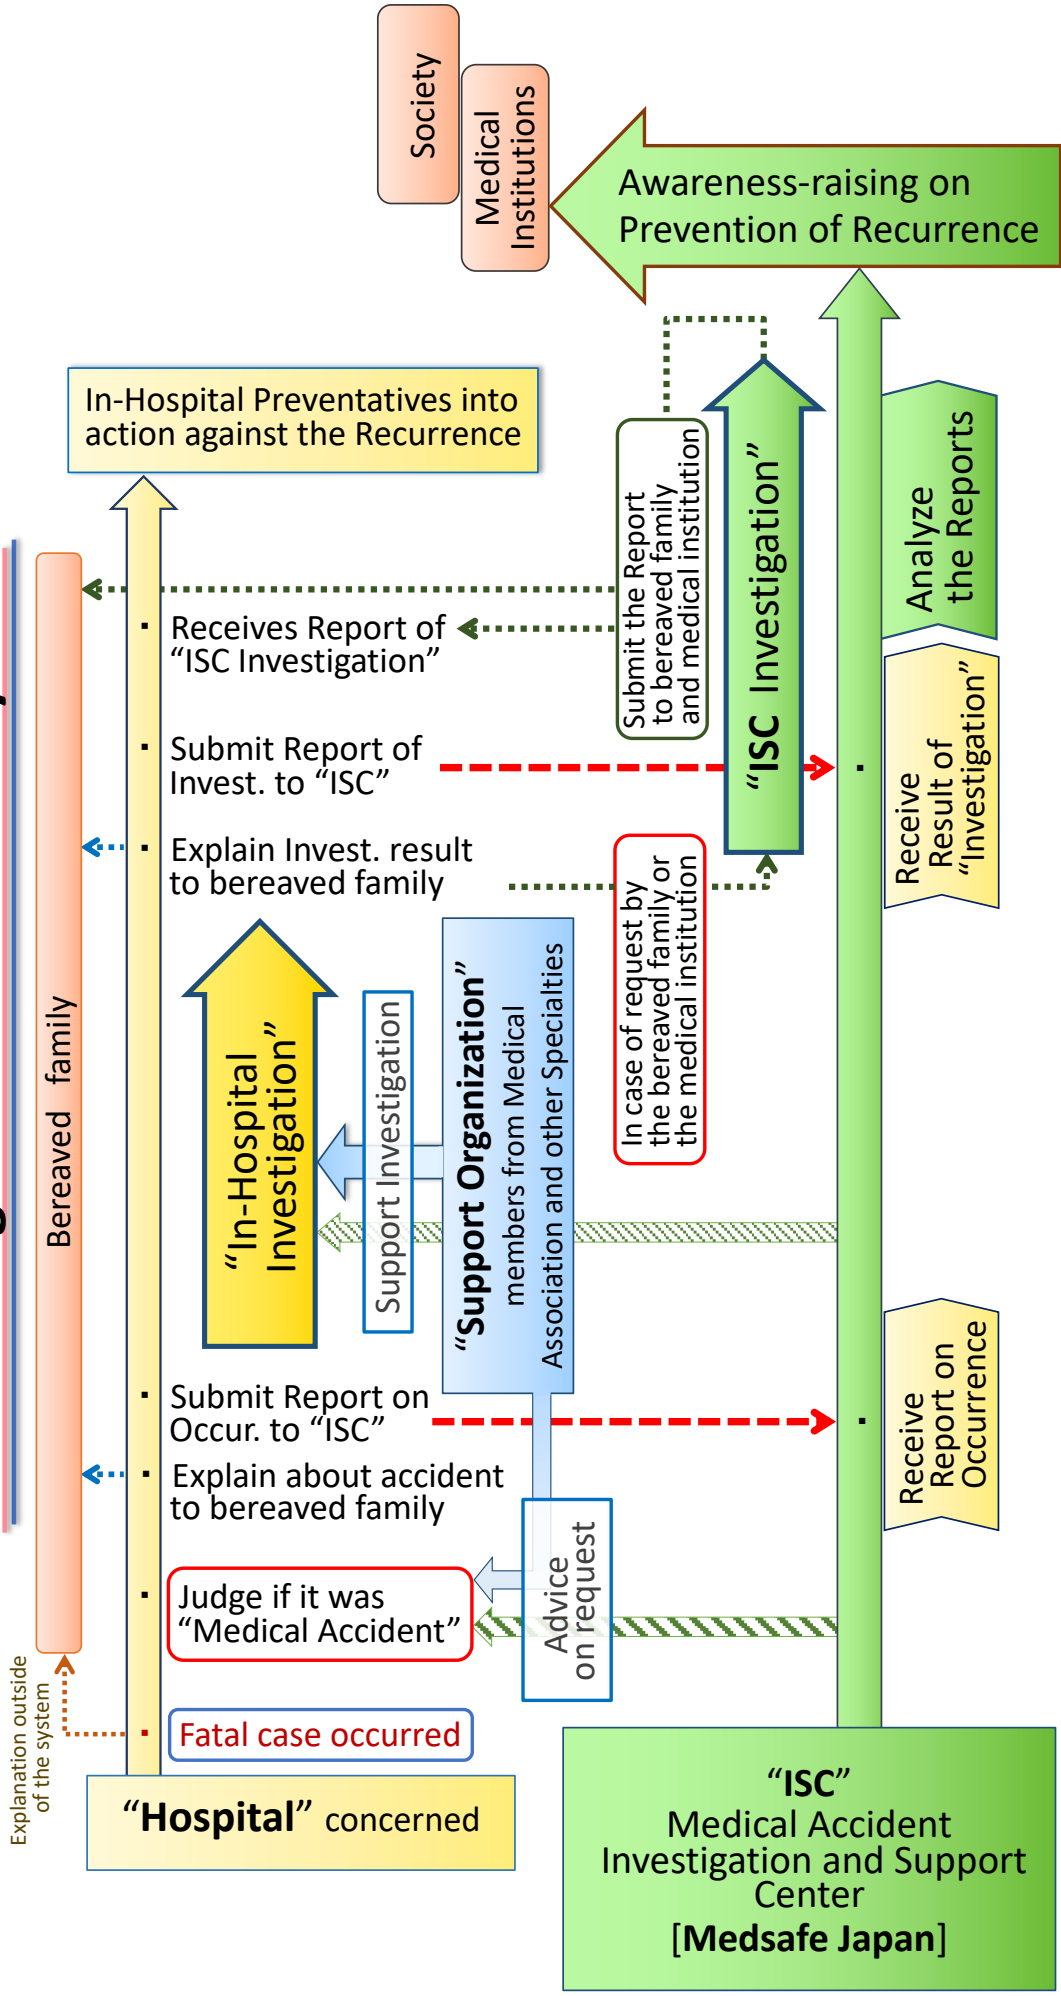 Explanation outside
of the system
Bereaved family
"Hospital" concerned
Fatal case occurred
Judge if it was
"Medical Accident"
Explain about accident
to bereaved family
Submit Report on
Occur. to "ISC"
"In-Hospital
Investigation"
Explain Invest. result
to bereaved family
Submit Report of
Invest. to "ISC"
Receives Report of
"ISC Investigation"
In-Hospital Preventatives into
action against the Recurrence
Advice
on request
Support Investigation
"Support Organization"
members from Medical
Association and other Specialties
In case of request by
the bereaved family or
the medical institution
Submit the Report
to bereaved family
and medical institution
"ISC Investigation"
Society
Medical
Institutions
Awareness-raising on
Prevention of Recurrence
"ISC"
Medical Accident
Investigation and Support
Center
[Medsafe Japan]
Receive
Report on
Occurrence
Receive
Result of
"Investigation"
Analyze
the Reports